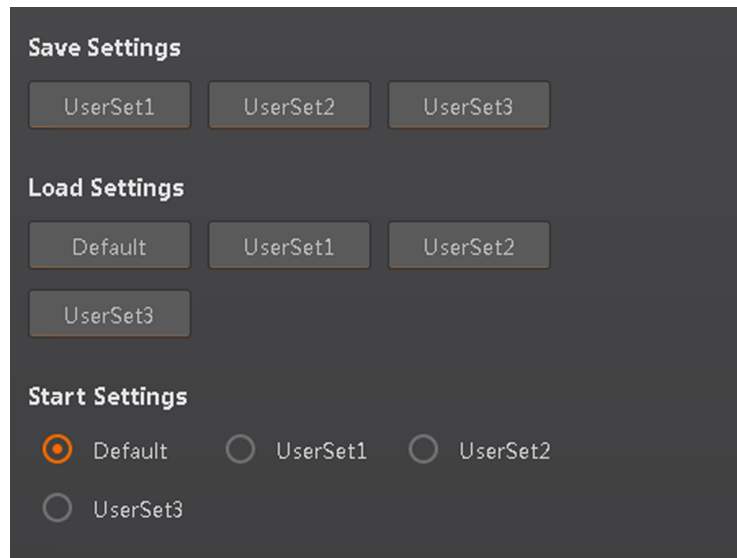 Save Settings
UserSet1 UserSet2 UserSet3
Load Settings
Default UserSet1 UserSet2
UserSet3
Start Settings
Default UserSet1 UserSet2
UserSet3